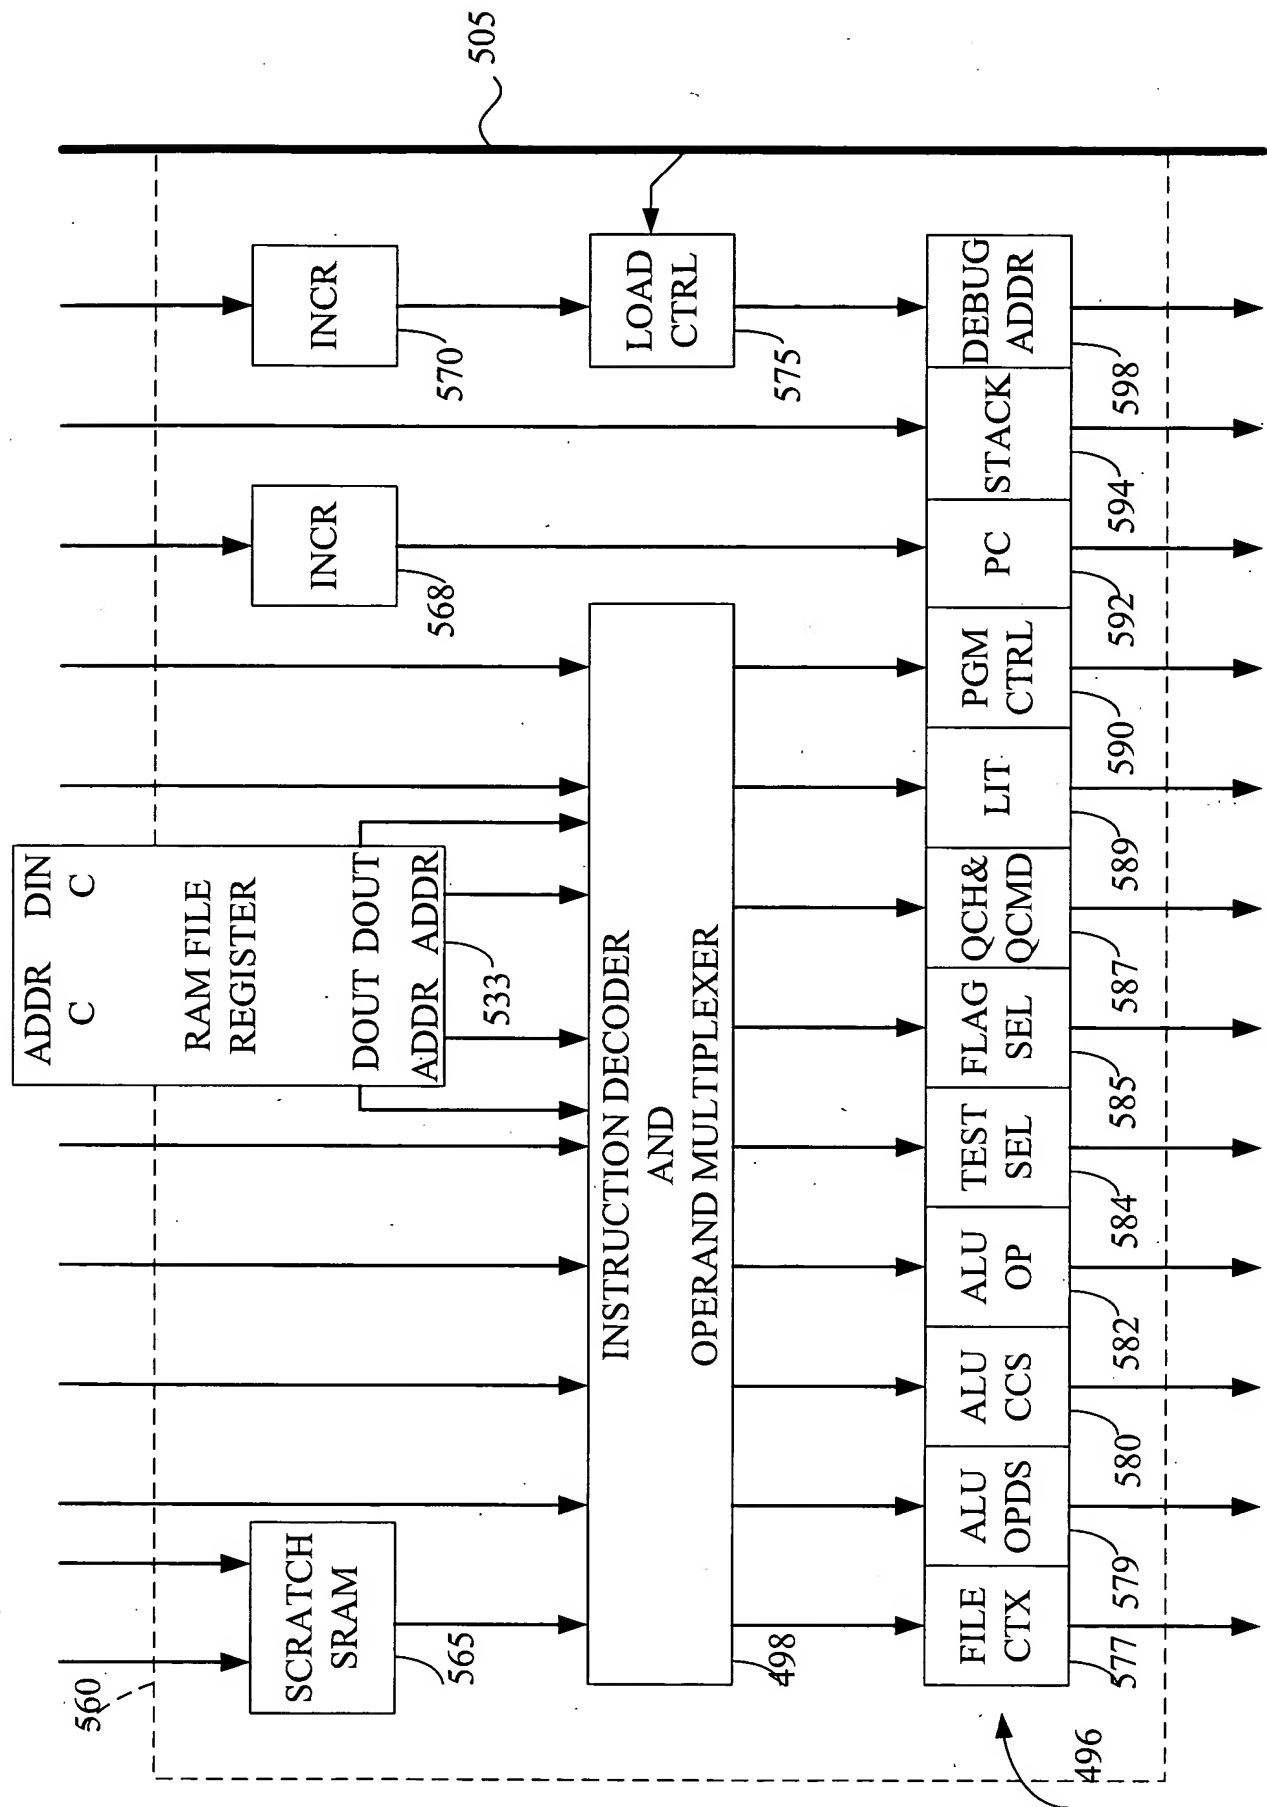 560
ADDR DIN
C C
RAM FILE
REGISTER
DOUT DOUT
ADDR ADDR
533
SCRATCH
SRAM
565
INCR
568
INCR
570
505
INSTRUCTION DECODER
AND
OPERAND MULTIPLEXER
498
LOAD
CTRL
575
FILE
CTX
577
ALU
OPDS
579
ALU
CCS
580
ALU
OP
582
TEST
SEL
584
FLAG
SEL
585
QCH&
QCMD
587
LIT
589
PGM
CTRL
590
PC
592
STACK
594
DEBUG
ADDR
598
496